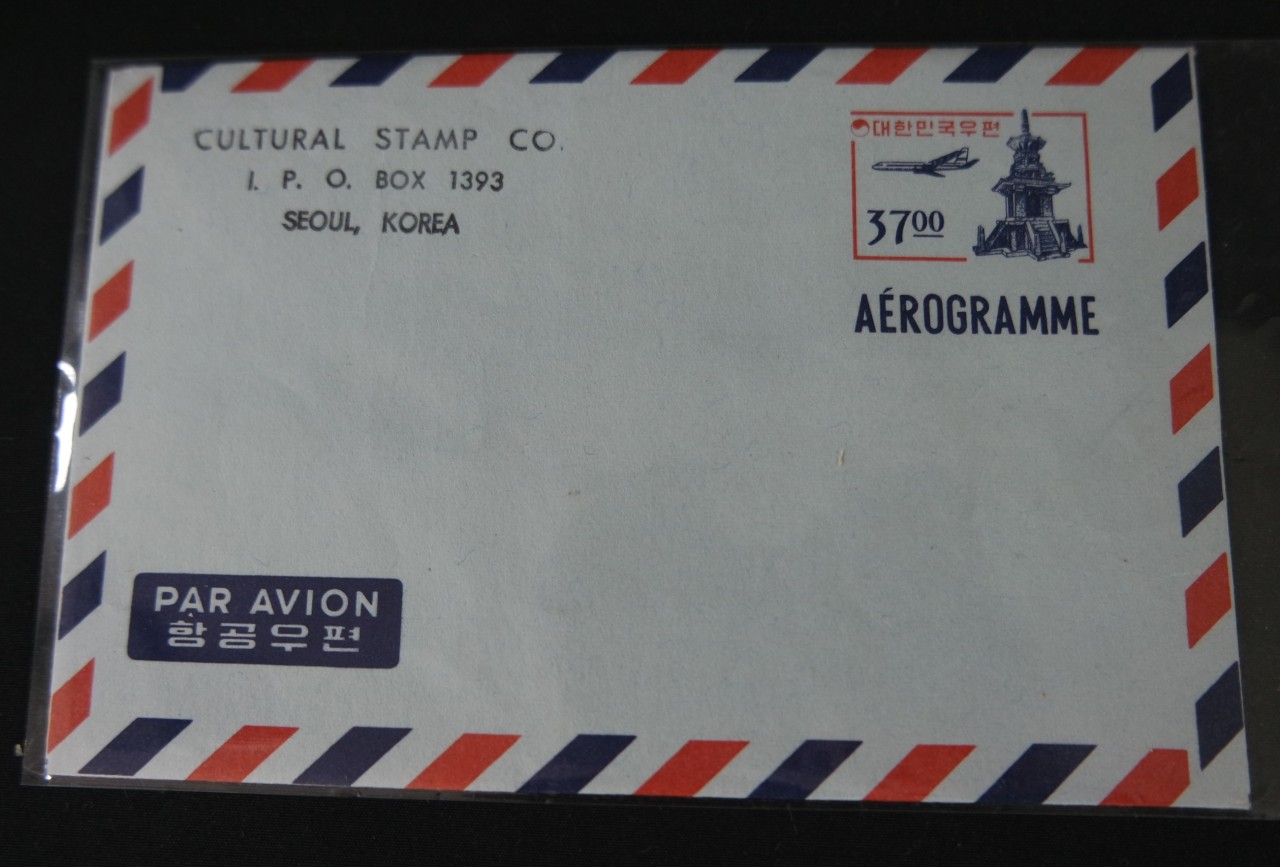 CULTURAL STAMP CO.
I. P. O. BOX 1393
SEOUL, KOREA
대한민국우편
3700
AÉROGRAMME
PAR AVION
항공우편